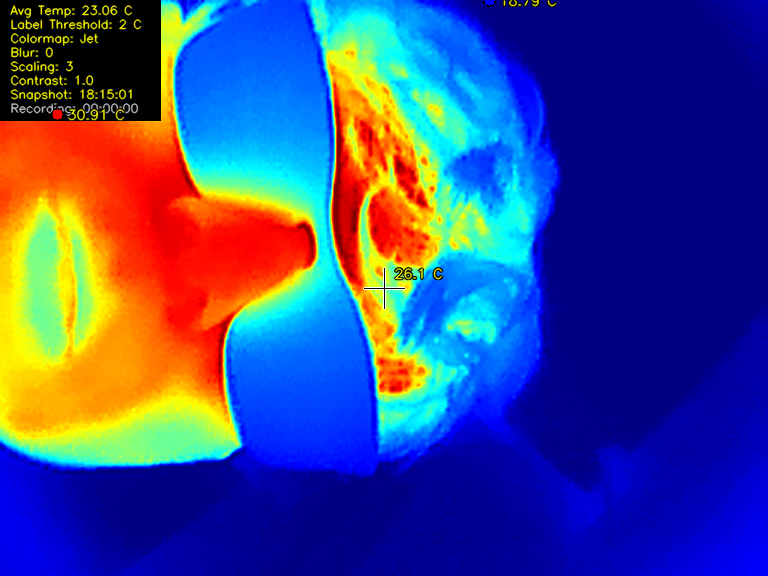 18.79 C
Avg Temp: 23.06 C
Label Threshold: 2 C
Colormap: Jet
Blur: 0
Scaling: 3
Contrast: 1.0
Snapshot: 18:15:01
Recording: 00:00:00
30.91 C
26.1 C